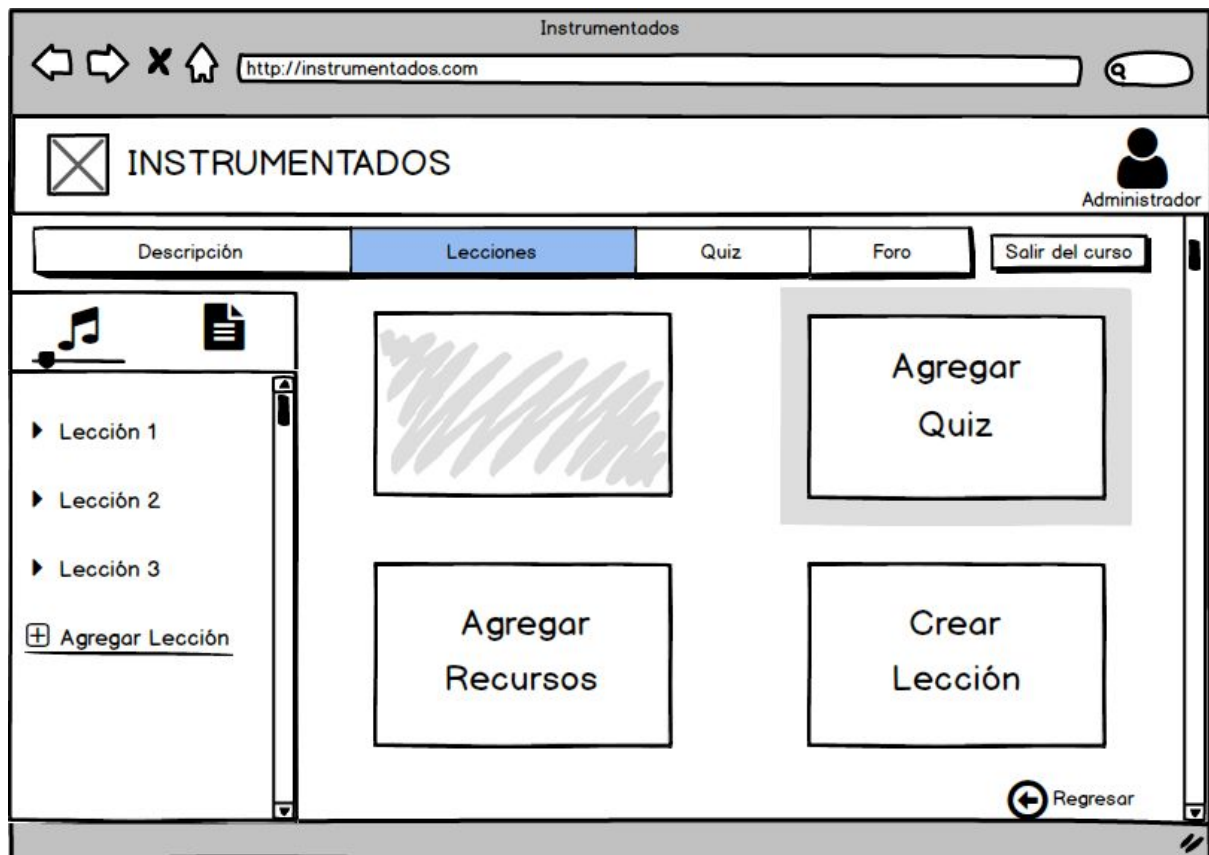 Instrumentados
http://instrumentados.com
INSTRUMENTADOS
Administrador
Descripción
Lecciones
Quiz
Foro
Salir del curso
Lección 1
Lección 2
Lección 3
Agregar Lección
Agregar
Quiz
Agregar
Recursos
Crear
Lección
Regresar